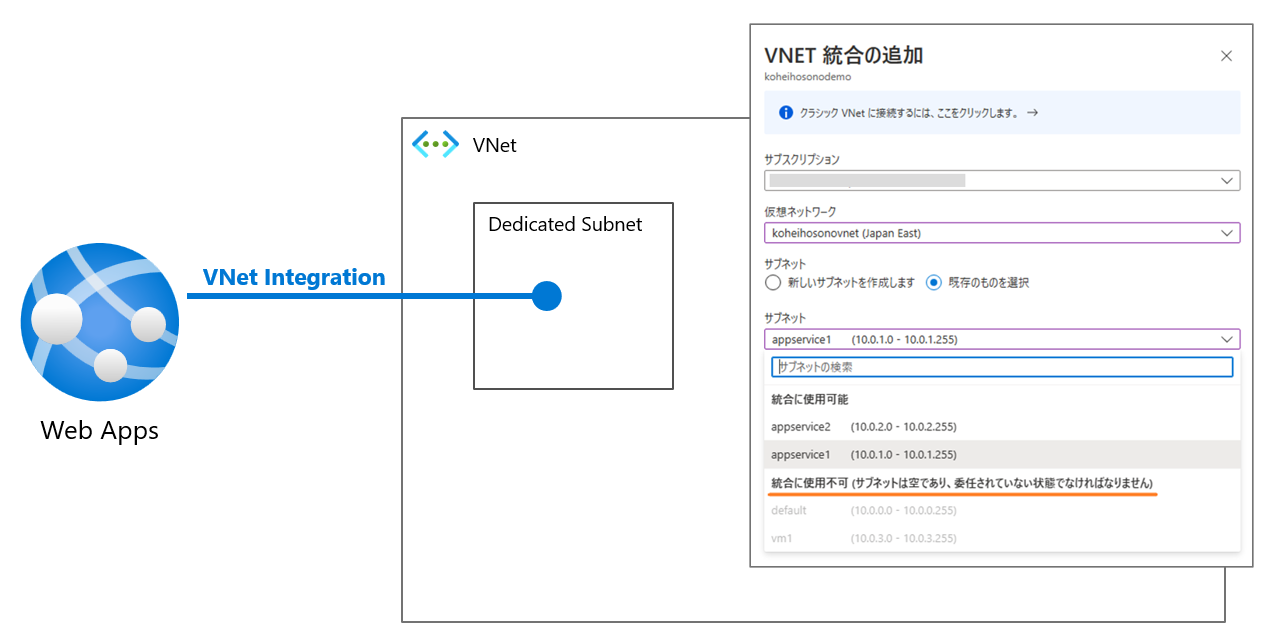 VNet
Dedicated Subnet
VNet Integration
Web Apps
VNET 統合の追加
koheihosonodemo
クラシック VNet に接続するには、ここをクリックします。 →
サブスクリプション
仮想ネットワーク
koheihosonovnet (Japan East)
サブネット
新しいサブネットを作成します 既存のものを選択
サブネット
appservice1 (10.0.1.0 - 10.0.1.255)
サブネットの検索
統合に使用可能
appservice2 (10.0.2.0 - 10.0.2.255)
appservice1 (10.0.1.0 - 10.0.1.255)
統合に使用不可 (サブネットは空であり、委任されていない状態でなければなりません)
default (10.0.0.0 - 10.0.0.255)
vm1 (10.0.3.0 - 10.0.3.255)